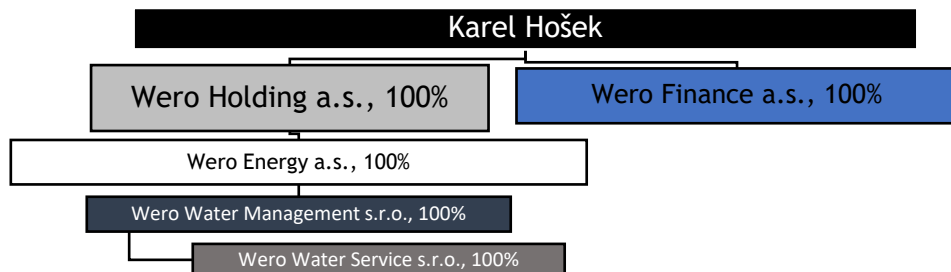 Karel Hošek
Wero Holding a.s., 100%
Wero Finance a.s., 100%
Wero Energy a.s., 100%
Wero Water Management s.r.o., 100%
Wero Water Service s.r.o., 100%